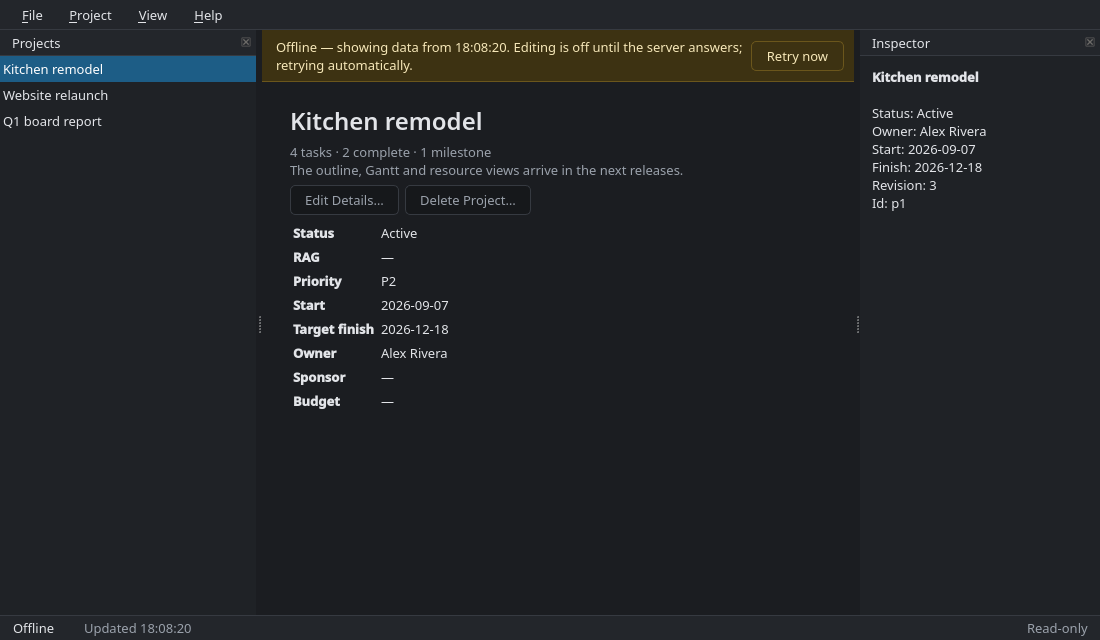 File Project View Help
Projects
Kitchen remodel
Website relaunch
Q1 board report
Offline — showing data from 18:08:20. Editing is off until the server answers;
retrying automatically.
Retry now
Kitchen remodel
4 tasks · 2 complete · 1 milestone
The outline, Gantt and resource views arrive in the next releases.
Edit Details... Delete Project...
Status Active
RAG —
Priority P2
Start 2026-09-07
Target finish 2026-12-18
Owner Alex Rivera
Sponsor —
Budget —
Inspector
Kitchen remodel
Status: Active
Owner: Alex Rivera
Start: 2026-09-07
Finish: 2026-12-18
Revision: 3
Id: p1
Offline Updated 18:08:20 Read-only